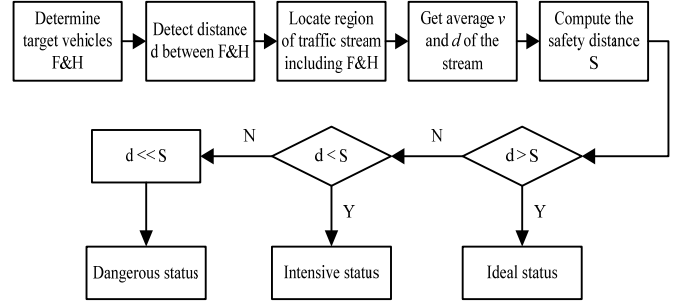 Determine
target vehicles
F&H
Detect distance
d between F&H
Locate region
of traffic stream
including F&H
Get average v
and d of the
stream
Compute the
safety distance
S
d<<S
N
d<S
N
d>S
Y
Y
Dangerous status
Intensive status
Ideal status